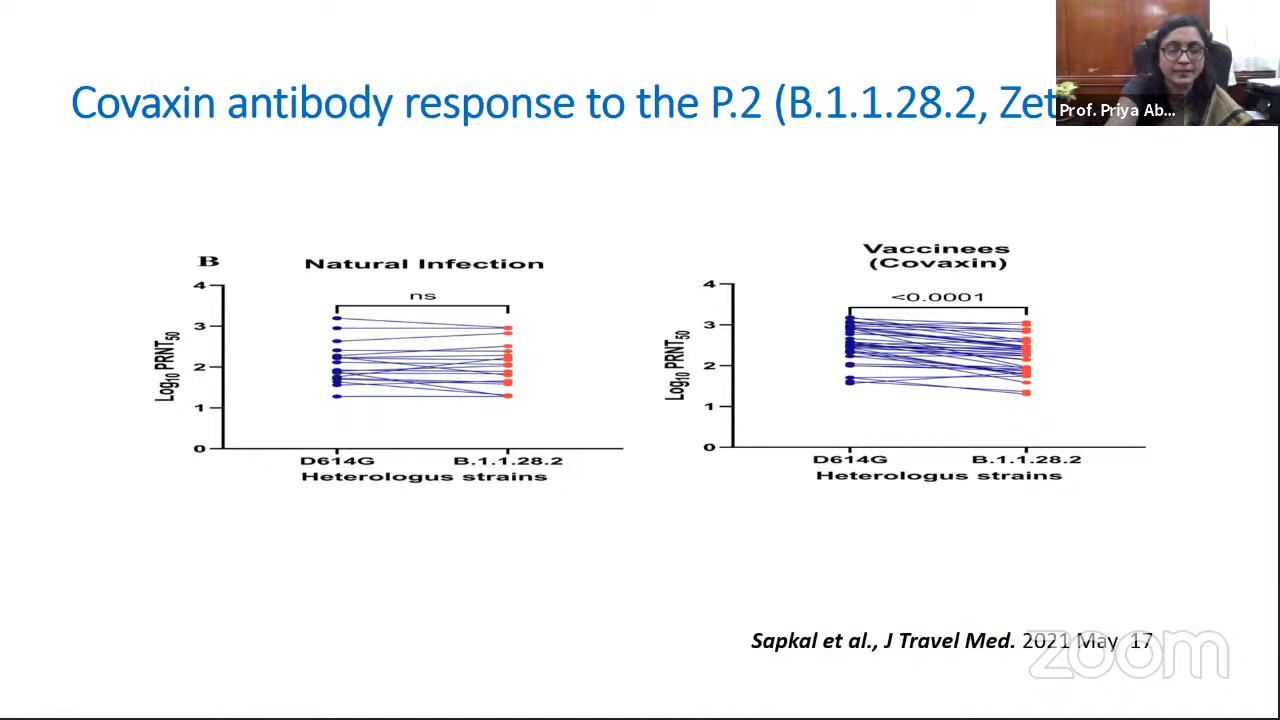 Covaxin antibody response to the P.2 (B.1.1.28.2, Zet
Prof. Priya Ab...
B
Natural Infection
ns
4
3
2
1
0
Log10 PRNT50
D614G
B.1.1.28.2
Heterologus strains
Vaccinees
(Covaxin)
<0.0001
4
3
2
1
0
Log10 PRNT50
D614G
B.1.1.28.2
Heterologus strains
Sapkal et al., J Travel Med. 2021 May 17
zoom